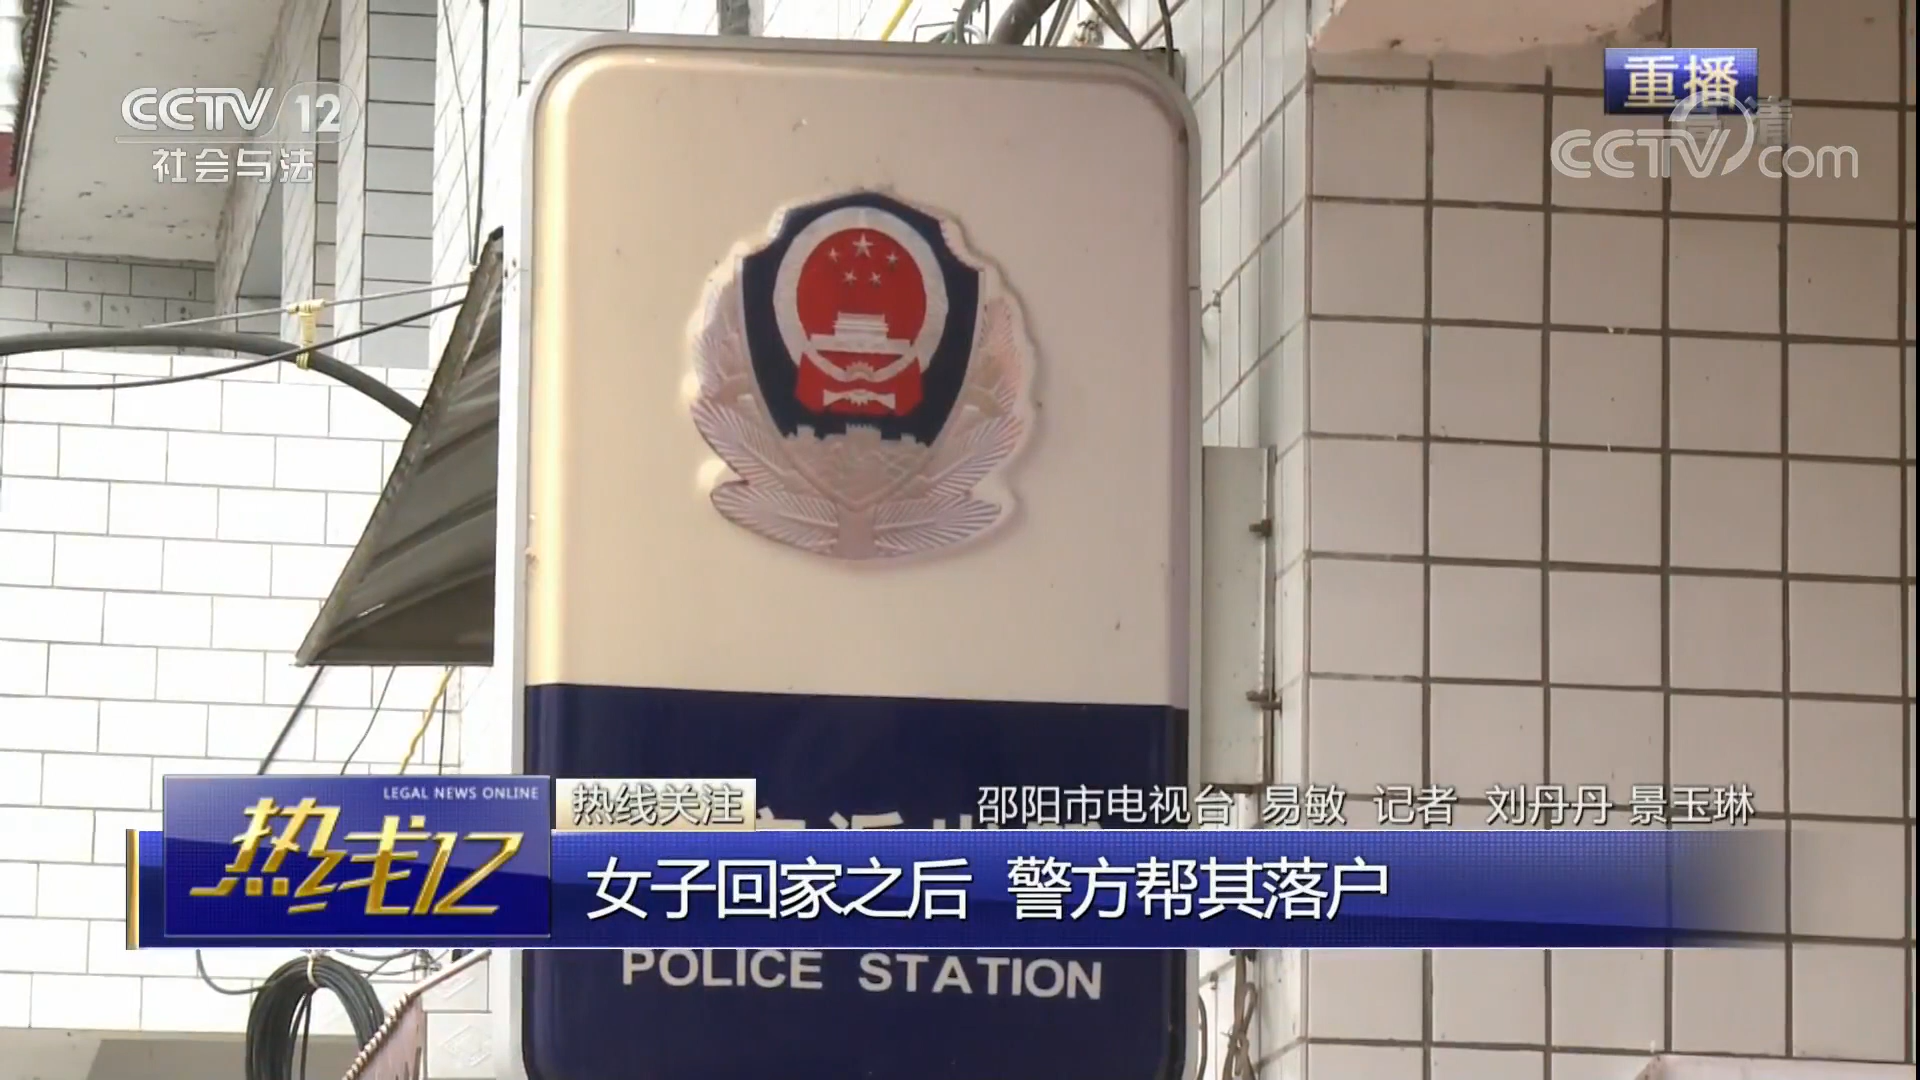 CCTV 12
社会与法
重播
高清
CCTV.com
LEGAL NEWS ONLINE
热线12
热线关注
邵阳市电视台 易敏 记者 刘丹丹 景玉琳
女子回家之后 警方帮其落户
POLICE STATION